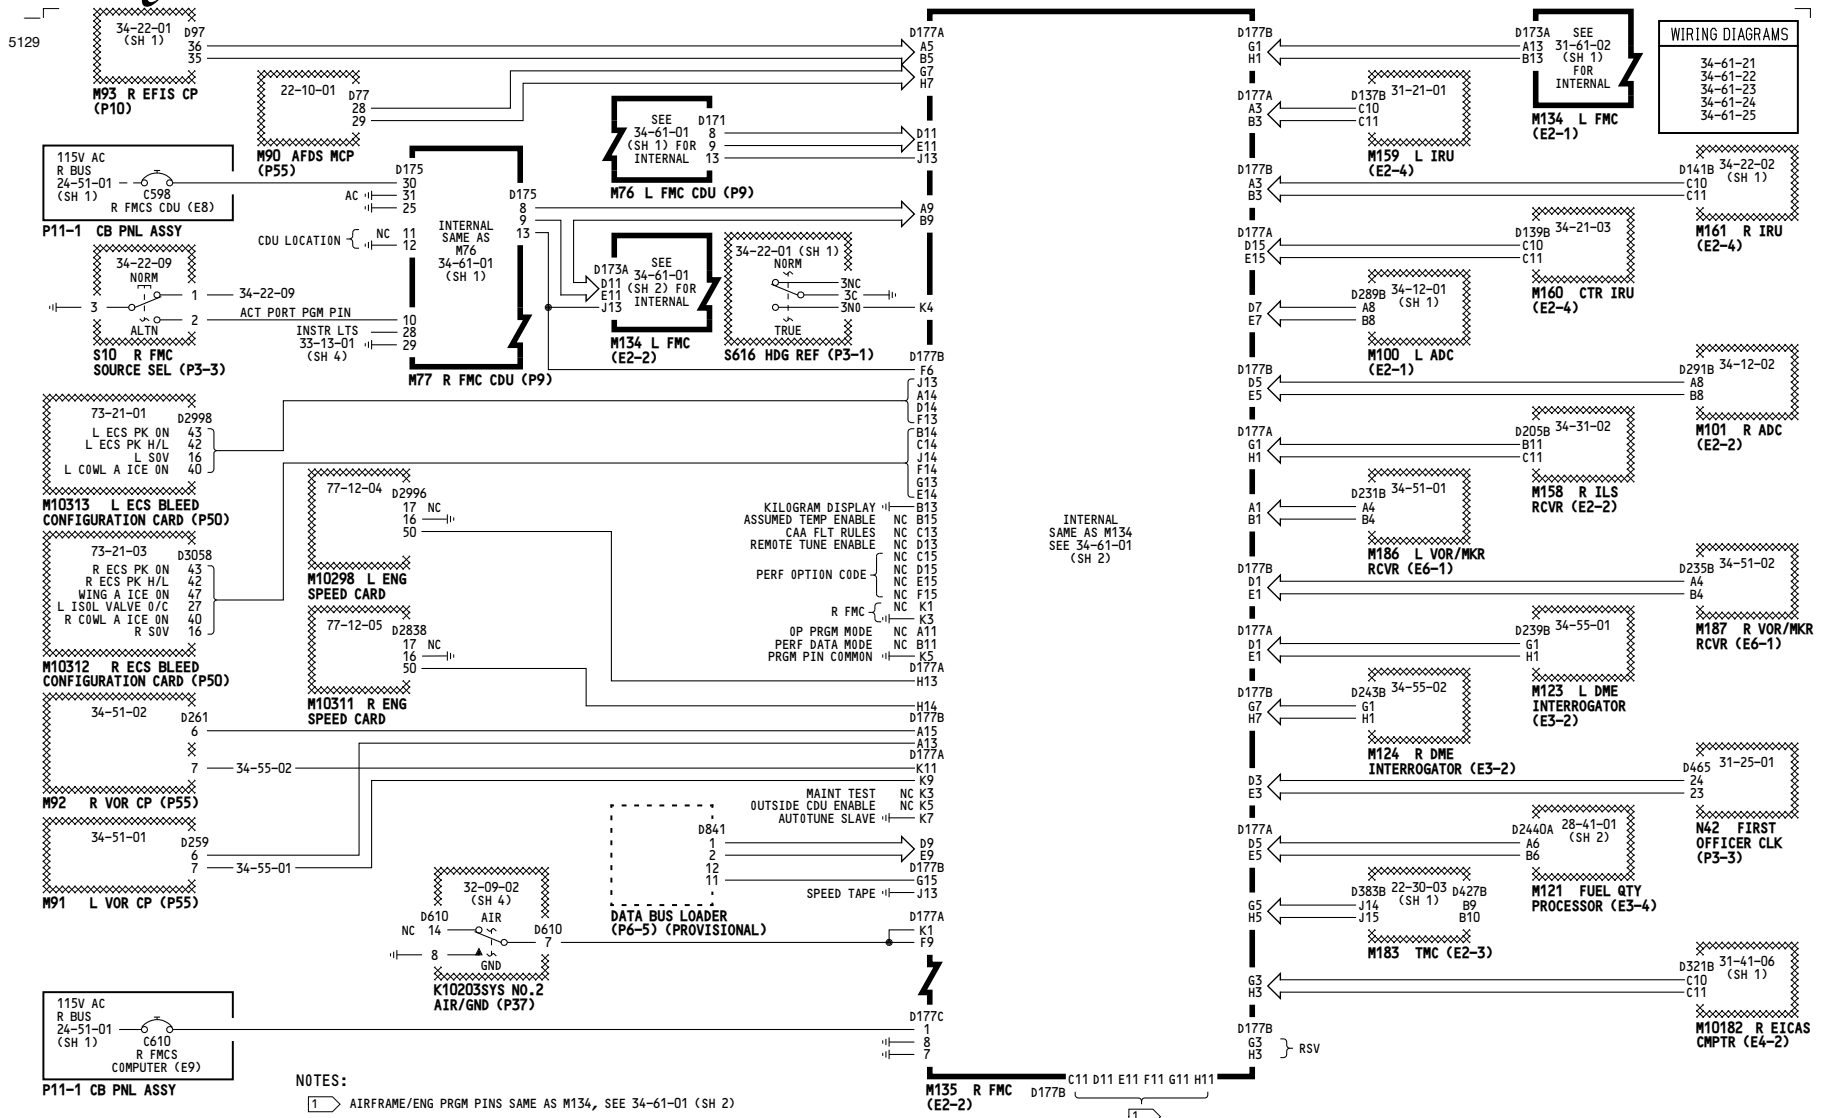 5129
34-22-01
(SH 1)
D97
36
35
M93 R EFIS CP
(P10)
22-10-01
D77
28
29
M90 AFDS MCP
(P55)
115V AC
R BUS
24-51-01
(SH 1)
C598
R FMCS CDU (E8)
P11-1 CB PNL ASSY
D175
30
AC 31
25
CDU LOCATION
NC 11
12
10
INSTR LTS 28
33-13-01 29
(SH 4)
INTERNAL
SAME AS
M76
34-61-01
(SH 1)
D175
8
9
13
M77 R FMC CDU (P9)
34-22-09
NORM
3
1
34-22-09
ACT PORT PGM PIN
2
ALTN
S10 R FMC
SOURCE SEL (P3-3)
SEE
34-61-01
(SH 1) FOR
INTERNAL
D171
8
9
13
M76 L FMC CDU (P9)
D173A
D11
E11
J13
SEE
34-61-01
(SH 2) FOR
INTERNAL
M134 L FMC
(E2-2)
34-22-01 (SH 1)
NORM
3NC
3C
3NO
TRUE
S616 HDG REF (P3-1)
73-21-01
D2998
L ECS PK ON 43
L ECS PK H/L 42
L SOV 16
L COWL A ICE ON 40
M10313 L ECS BLEED
CONFIGURATION CARD (P50)
73-21-03
D3058
R ECS PK ON 43
R ECS PK H/L 42
WING A ICE ON 47
L ISOL VALVE O/C 27
R COWL A ICE ON 40
R SOV 16
M10312 R ECS BLEED
CONFIGURATION CARD (P50)
77-12-04
D2996
17 NC
16
50
M10298 L ENG
SPEED CARD
77-12-05
D2838
17 NC
16
50
M10311 R ENG
SPEED CARD
34-51-02
D261
6
7
34-55-02
M92 R VOR CP (P55)
34-51-01
D259
6
7
34-55-01
M91 L VOR CP (P55)
D841
1
2
12
11
DATA BUS LOADER
(P6-5) (PROVISIONAL)
32-09-02
(SH 4)
D610
AIR
D610
NC 14
7
8
GND
K10203SYS NO.2
AIR/GND (P37)
115V AC
R BUS
24-51-01
(SH 1)
C610
R FMCS
COMPUTER (E9)
P11-1 CB PNL ASSY
D177A
A5
B5
G7
H7
D11
E11
J13
A9
B9
K4
D177B
F6
J13
A14
D14
F13
B14
C14
J14
F14
G13
E14
KILOGRAM DISPLAY B13
ASSUMED TEMP ENABLE NC B15
CAA FLT RULES NC C13
REMOTE TUNE ENABLE NC D13
NC C15
PERF OPTION CODE NC D15
NC E15
NC F15
R FMC NC K1
K3
OP PRGM MODE NC A11
PERF DATA MODE NC B11
PRGM PIN COMMON K5
D177A
H13
H14
D177B
A15
A13
D177A
K11
K9
MAINT TEST NC K3
OUTSIDE CDU ENABLE NC K5
AUTOTUNE SLAVE K7
D9
E9
D177B
G15
SPEED TAPE J13
D177A
K1
F9
D177C
1
8
7
INTERNAL
SAME AS M134
SEE 34-61-01
(SH 2)
M135 R FMC
(E2-2)
D177B
C11 D11 E11 F11 G11 H11
1
D177B
G1
H1
D177A
A3
B3
D177B
A3
B3
D177A
D15
E15
D7
E7
D177B
D5
E5
D177A
G1
H1
A1
B1
D177B
D1
E1
D177A
D1
E1
D177B
G7
H7
D3
E3
D177A
D5
E5
G5
H5
G3
H3
D177B
G3
H3
RSV
D173A
A13
B13
SEE
31-61-02
(SH 1)
FOR
INTERNAL
M134 L FMC
(E2-1)
WIRING DIAGRAMS
34-61-21
34-61-22
34-61-23
34-61-24
34-61-25
D137B 31-21-01
C10
C11
M159 L IRU
(E2-4)
D141B 34-22-02
(SH 1)
C10
C11
M161 R IRU
(E2-4)
D139B 34-21-03
C10
C11
M160 CTR IRU
(E2-4)
D289B 34-12-01
(SH 1)
A8
B8
M100 L ADC
(E2-1)
D291B 34-12-02
A8
B8
M101 R ADC
(E2-2)
D205B 34-31-02
B11
C11
M158 R ILS
RCVR (E2-2)
D231B 34-51-01
A4
B4
M186 L VOR/MKR
RCVR (E6-1)
D235B 34-51-02
A4
B4
M187 R VOR/MKR
RCVR (E6-1)
D239B 34-55-01
G1
H1
M123 L DME
INTERROGATOR
(E3-2)
D243B 34-55-02
G1
H1
M124 R DME
INTERROGATOR (E3-2)
D465 31-25-01
24
23
N42 FIRST
OFFICER CLK
(P3-3)
D2440A 28-41-01
(SH 2)
A6
B6
M121 FUEL QTY
PROCESSOR (E3-4)
D383B 22-30-03 D427B
J14 (SH 1) B9
J15 B10
M183 TMC (E2-3)
D321B 31-41-06
(SH 1)
C10
C11
M10182 R EICAS
CMPTR (E4-2)
NOTES:
1 AIRFRAME/ENG PRGM PINS SAME AS M134, SEE 34-61-01 (SH 2)